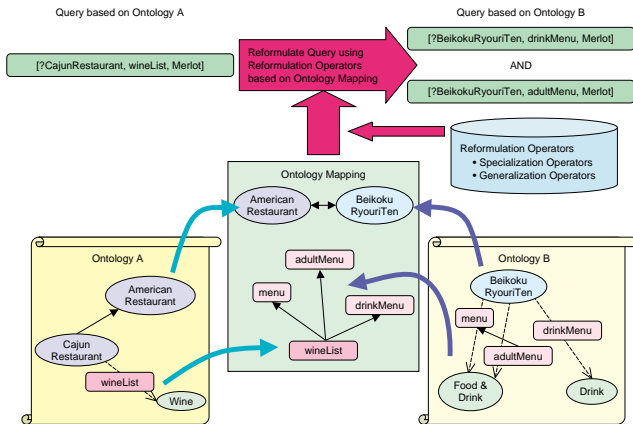 Query based on Ontology A
Query based on Ontology B
[?CajunRestaurant, wineList, Merlot]
Reformulate Query using
Reformulation Operators
based on Ontology Mapping
[?BeikokuRyouriTen, drinkMenu, Merlot]
AND
[?BeikokuRyouriTen, adultMenu, Merlot]
Reformulation Operators
• Specialization Operators
• Generalization Operators
Ontology Mapping
American
Restaurant
Beikoku
RyouriTen
adultMenu
menu
drinkMenu
wineList
Ontology A
American
Restaurant
Cajun
Restaurant
wineList
Wine
Ontology B
Beikoku
RyouriTen
menu
drinkMenu
adultMenu
Food &
Drink
Drink